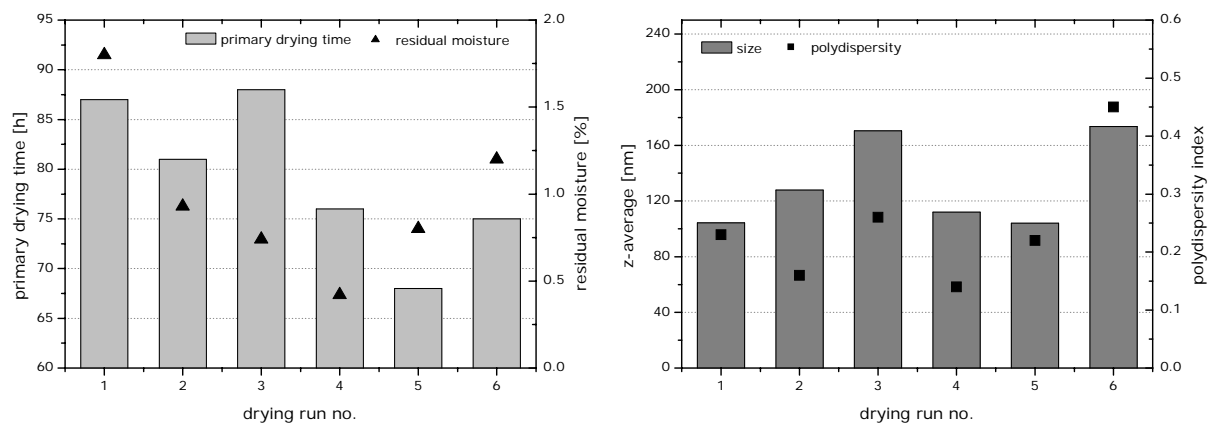 primary drying time
residual moisture
95
90
85
80
75
70
65
60
2.0
1.5
1.0
0.5
0.0
primary drying time [h]
residual moisture [%]
1 2 3 4 5 6
drying run no.
size
polydispersity
240
200
160
120
80
40
0
0.6
0.5
0.4
0.3
0.2
0.1
0.0
z-average [nm]
polydispersity index
1 2 3 4 5 6
drying run no.